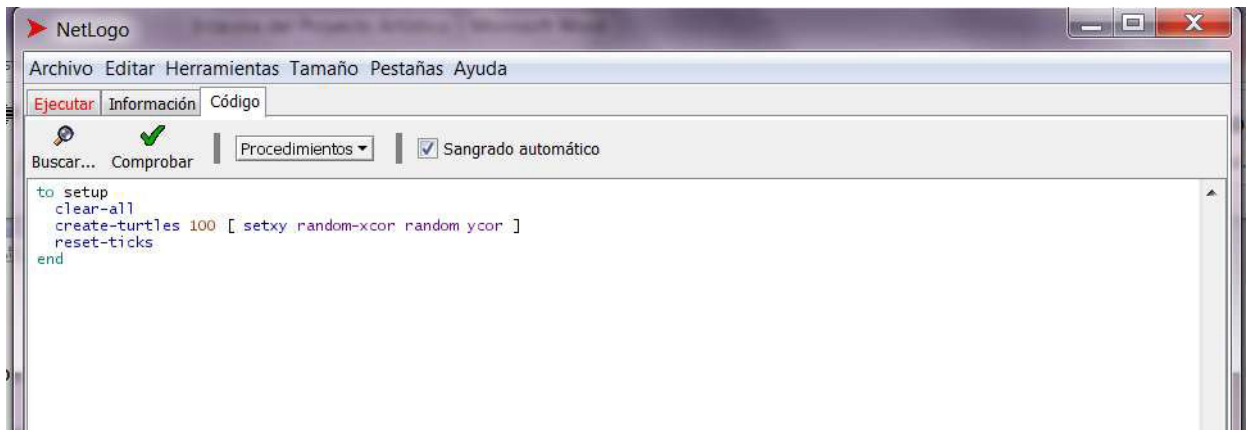 NetLogo
Archivo Editar Herramientas Tamaño Pestañas Ayuda
Ejecutar Información Código
Buscar... Comprobar Procedimientos Sangrado automático
to setup
clear-all
create-turtles 100 [ setxy random-xcor random ycor ]
reset-ticks
end